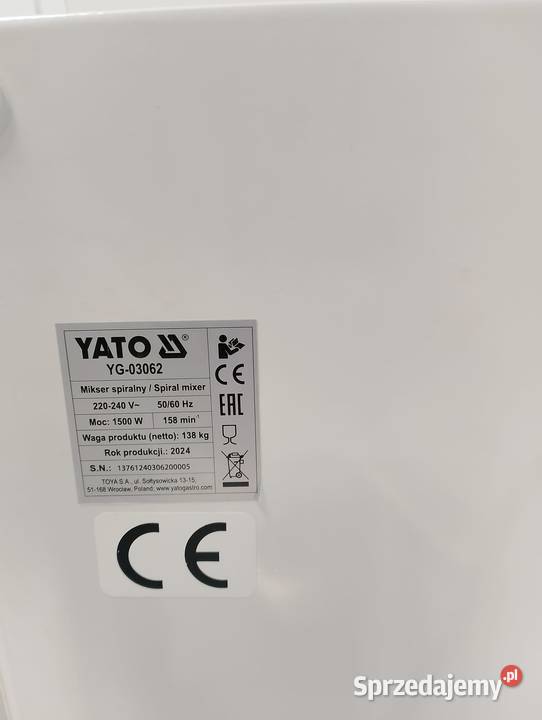 YATO ®
YG-03062
Mikser spiralny / Spiral mixer
220-240 V~ 50/60 Hz
Moc: 1500 W 158 min⁻¹
Waga produktu (netto): 138 kg
Rok produkcji.: 2024
S.N.: 13761240306200005
TOYA S.A., ul. Sołtysowicka 13-15,
51-168 Wrocław, Poland; www.yatogastro.com
CE
EAC
CE
Sprzedajemy.pl